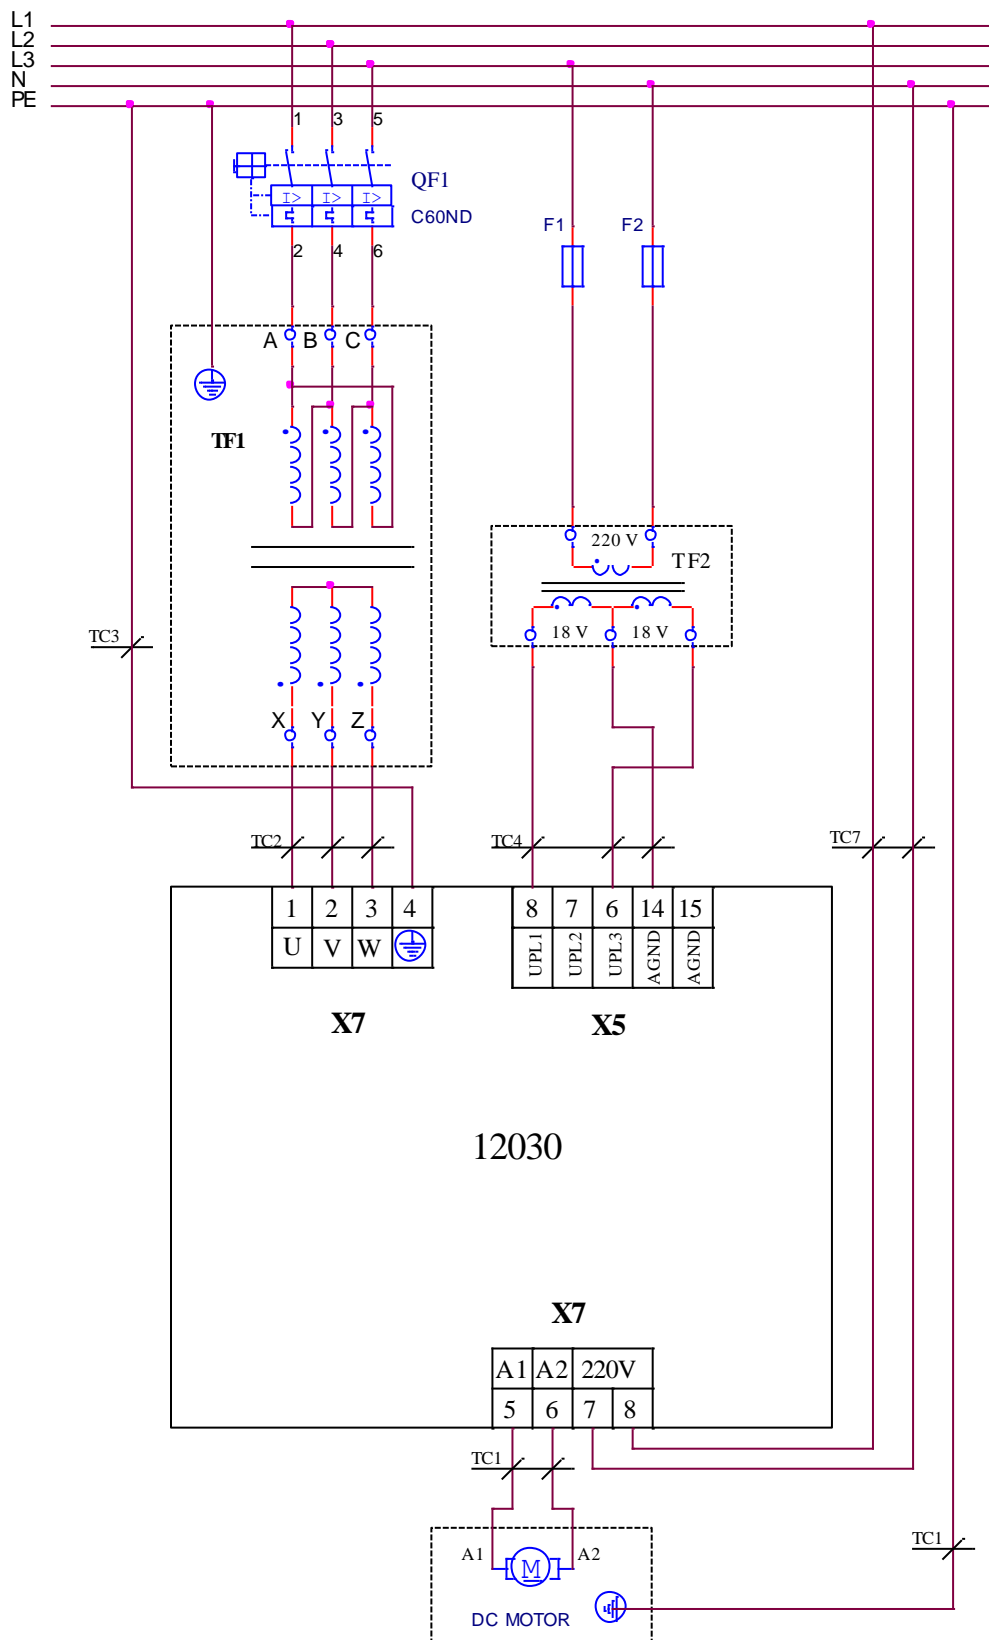 L1
L2
L3
N
PE
1 3 5
QF1
I> I> I>
C60ND
F1 F2
2 4 6
A B C
TF1
220 V
TF2
18 V 18 V
TC3
X Y Z
TC2 TC4 TC7
1 2 3 4
U V W
8 7 6 14 15
UPL1 UPL2 UPL3 AGND AGND
X7 X5
12030
X7
A1 A2 220V
5 6 7 8
TC1
TC1
A1 M A2
DC MOTOR